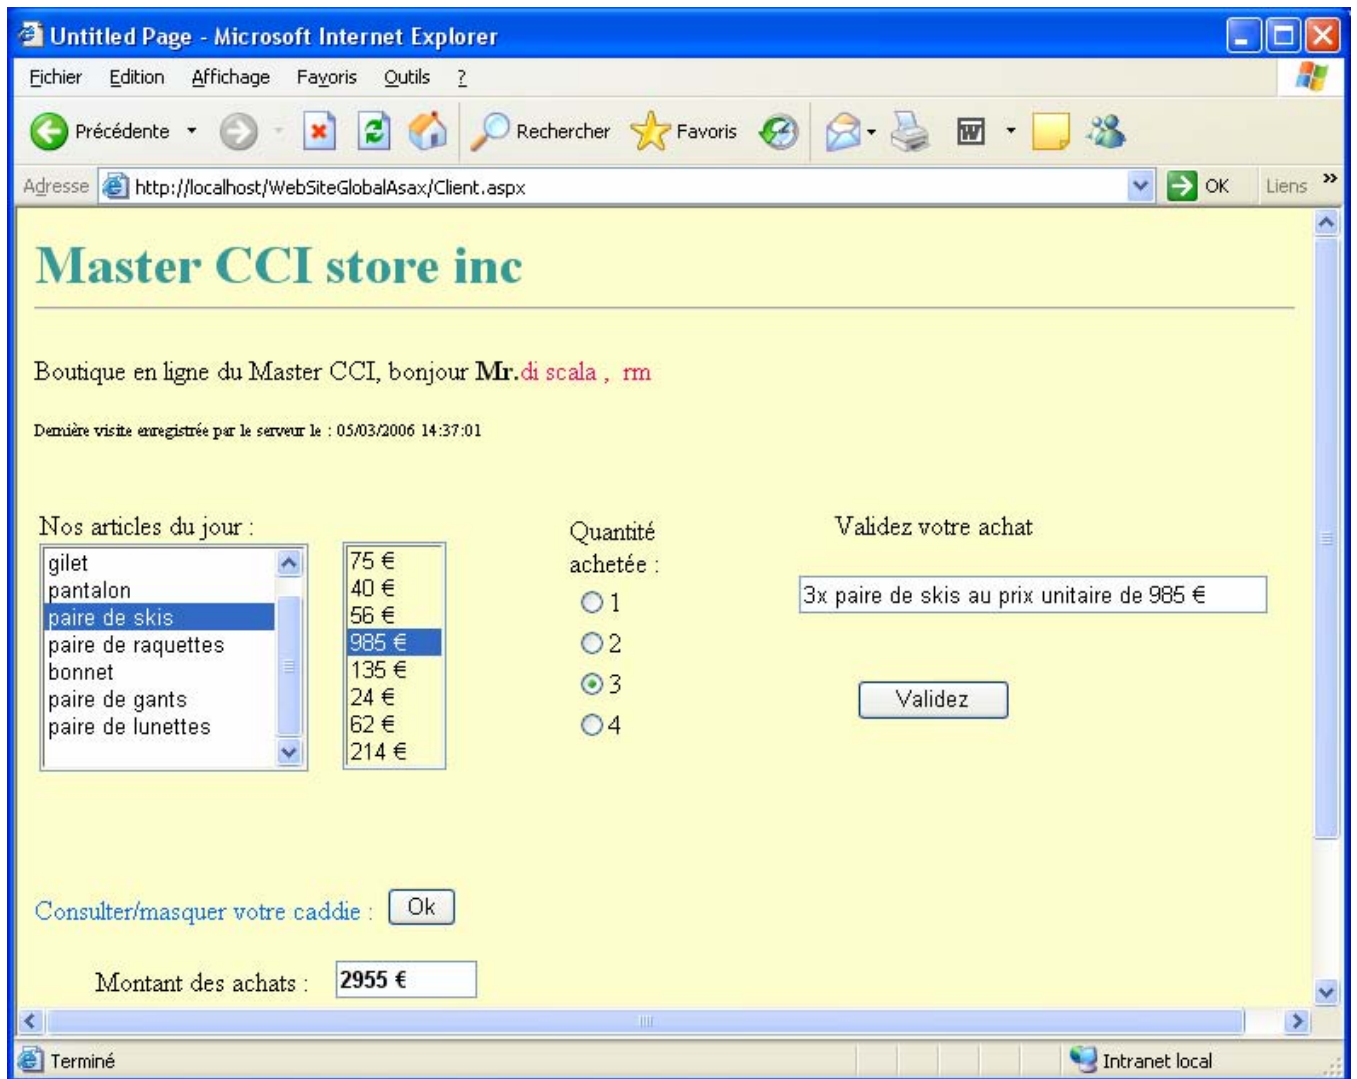 Untitled Page - Microsoft Internet Explorer
Fichier Edition Affichage Favoris Outils ?
Précédente Rechercher Favoris
Adresse http://localhost/WebSiteGlobalAsax/Client.aspx OK Liens »
Master CCI store inc
Boutique en ligne du Master CCI, bonjour Mr.di scala , rm
Dernière visite enregistrée par le serveur le : 05/03/2006 14:37:01
Nos articles du jour :
gilet
pantalon
paire de skis
paire de raquettes
bonnet
paire de gants
paire de lunettes
75 €
40 €
56 €
985 €
135 €
24 €
62 €
214 €
Quantité
achetée :
1
2
3
4
Validez votre achat
3x paire de skis au prix unitaire de 985 €
Validez
Consulter/masquer votre caddie : Ok
Montant des achats : 2955 €
Terminé Intranet local